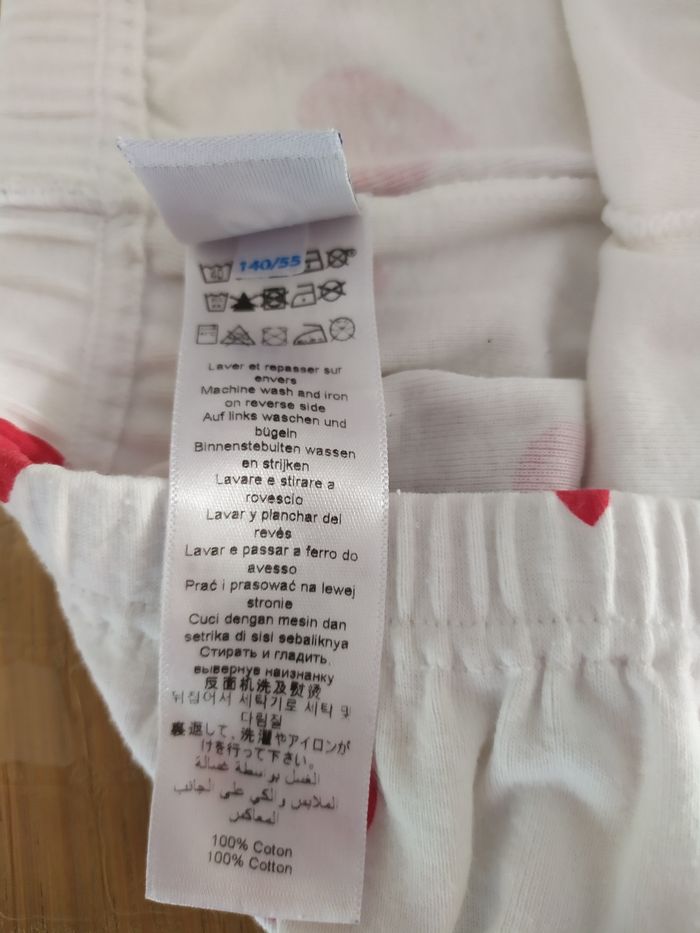 140/55
Laver et repasser sur
envers
Machine wash and iron
on reverse side
Auf links waschen und
bügeln
Binnenstebuiten wassen
en strijken
Lavare e stirare a
rovescio
Lavar y planchar del
revés
Lavar e passar a ferro do
avesso
Prać i prasować na lewej
stronie
Cuci dengan mesin dan
setrika di sisi sebaliknya
Стирать и гладить,
вывернув наизнанку
反面机洗及熨烫
뒤집어서 세탁기로 세탁 및
다림질
裏返して、洗濯やアイロンが
けを行って下さい。
الغسل بواسطة غسالة
الملابس والكي على الجانب
المعاكس
100% Coton
100% Cotton